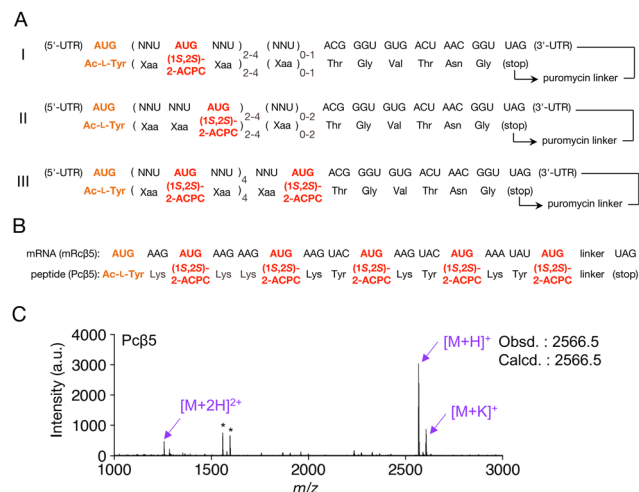 A
(5'-UTR) AUG ( NNU AUG NNU )2-4 ( NNU )0-1 ACG GGU GUG ACU AAC GGU UAG (3'-UTR)
I
Ac-L-Tyr ( Xaa (1S,2S)-2-ACPC Xaa )2-4 ( Xaa )0-1 Thr Gly Val Thr Asn Gly (stop)
puromycin linker
(5'-UTR) AUG ( NNU NNU AUG )2-4 ( NNU )0-2 ACG GGU GUG ACU AAC GGU UAG (3'-UTR)
II
Ac-L-Tyr ( Xaa Xaa (1S,2S)-2-ACPC )2-4 ( Xaa )0-2 Thr Gly Val Thr Asn Gly (stop)
puromycin linker
(5'-UTR) AUG ( NNU AUG NNU )4 NNU AUG ACG GGU GUG ACU AAC GGU UAG (3'-UTR)
III
Ac-L-Tyr ( Xaa (1S,2S)-2-ACPC Xaa )4 Xaa (1S,2S)-2-ACPC Thr Gly Val Thr Asn Gly (stop)
puromycin linker
B
mRNA (mRcβ5): AUG AAG AUG AAG AAG AUG AAG UAC AUG AAG UAC AUG AAA UAU AUG linker UAG
peptide (Pcβ5): Ac-L-Tyr Lys (1S,2S)-2-ACPC Lys Lys (1S,2S)-2-ACPC Lys Tyr (1S,2S)-2-ACPC Lys Tyr (1S,2S)-2-ACPC Lys Tyr (1S,2S)-2-ACPC linker (stop)
C
Pcβ5
[M+H]+
Obsd. : 2566.5
Calcd. : 2566.5
[M+2H]2+
[M+K]+
* *
Intensity (a.u.)
4000
3000
2000
1000
0
1000 1500 2000 2500 3000
m/z